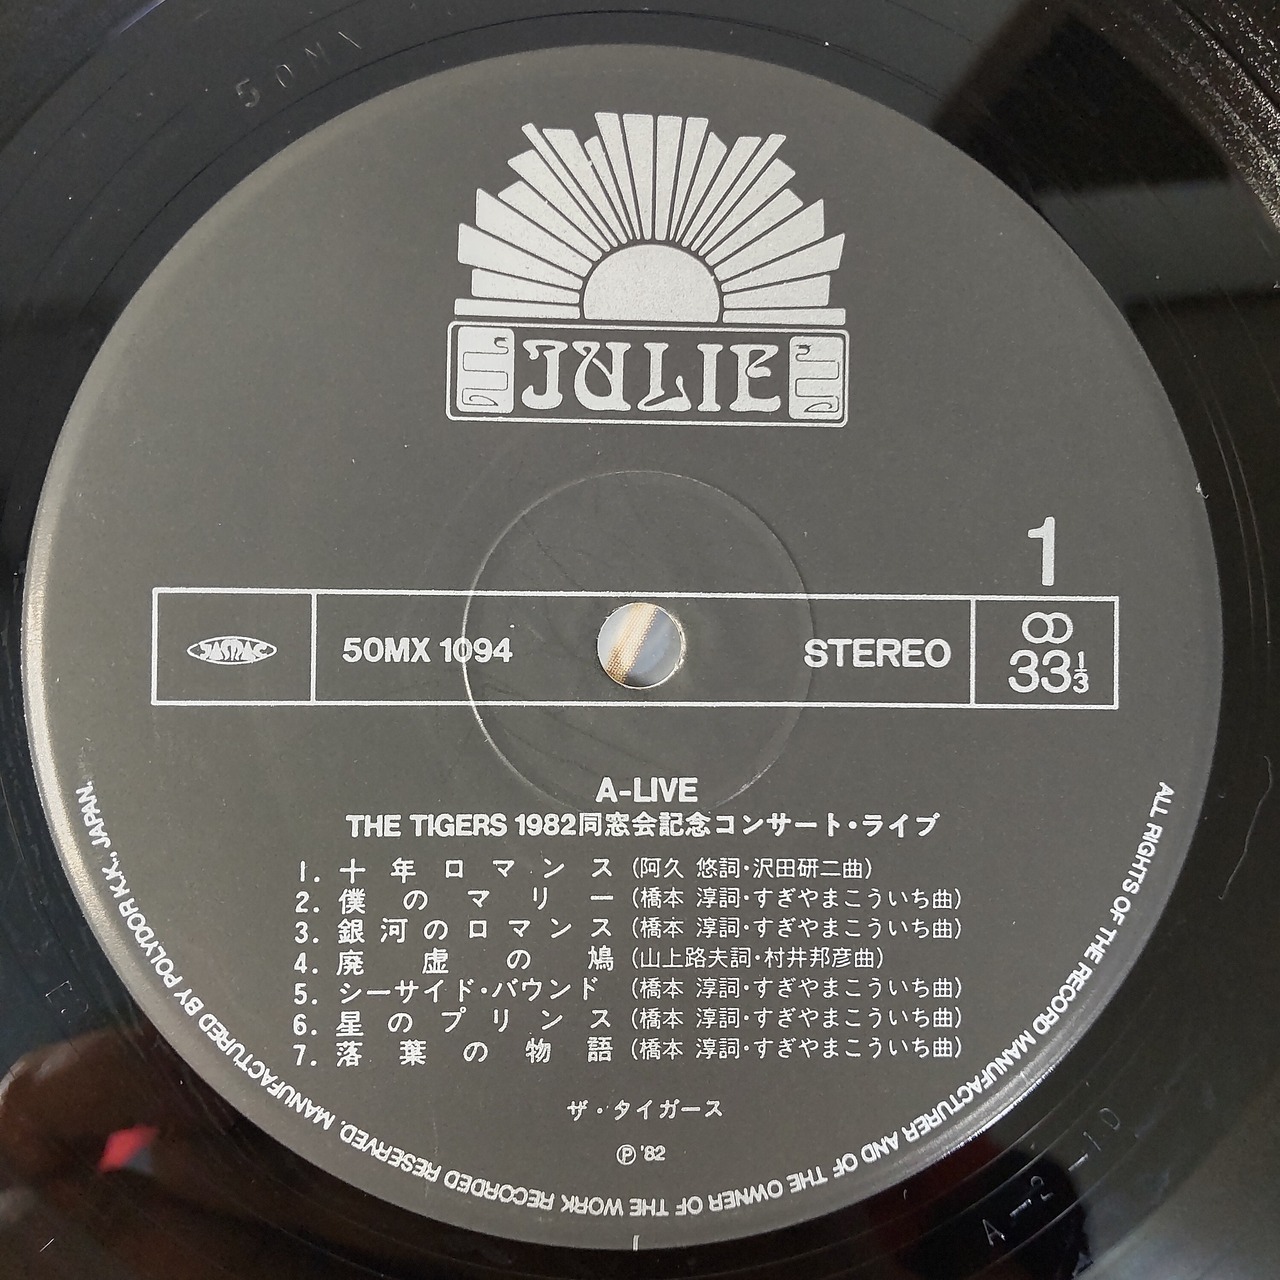 JULIE
1
JASRAC
50MX 1094
STEREO
33 1/3
A-LIVE
THE TIGERS 1982同窓会記念コンサート・ライブ
1. 十年ロマンス (阿久 悠詞・沢田研二曲)
2. 僕のマリー (橋本 淳詞・すぎやまこういち曲)
3. 銀河のロマンス (橋本 淳詞・すぎやまこういち曲)
4. 廃虚の鳩 (山上路夫詞・村井邦彦曲)
5. シーサイド・バウンド (橋本 淳詞・すぎやまこういち曲)
6. 星のプリンス (橋本 淳詞・すぎやまこういち曲)
7. 落葉の物語 (橋本 淳詞・すぎやまこういち曲)
ザ・タイガース
Ⓟ '82
ALL RIGHTS OF THE RECORD MANUFACTURER AND OF THE OWNER OF THE WORK RECORDED RESERVED. MANUFACTURED BY POLYDOR K.K., JAPAN.